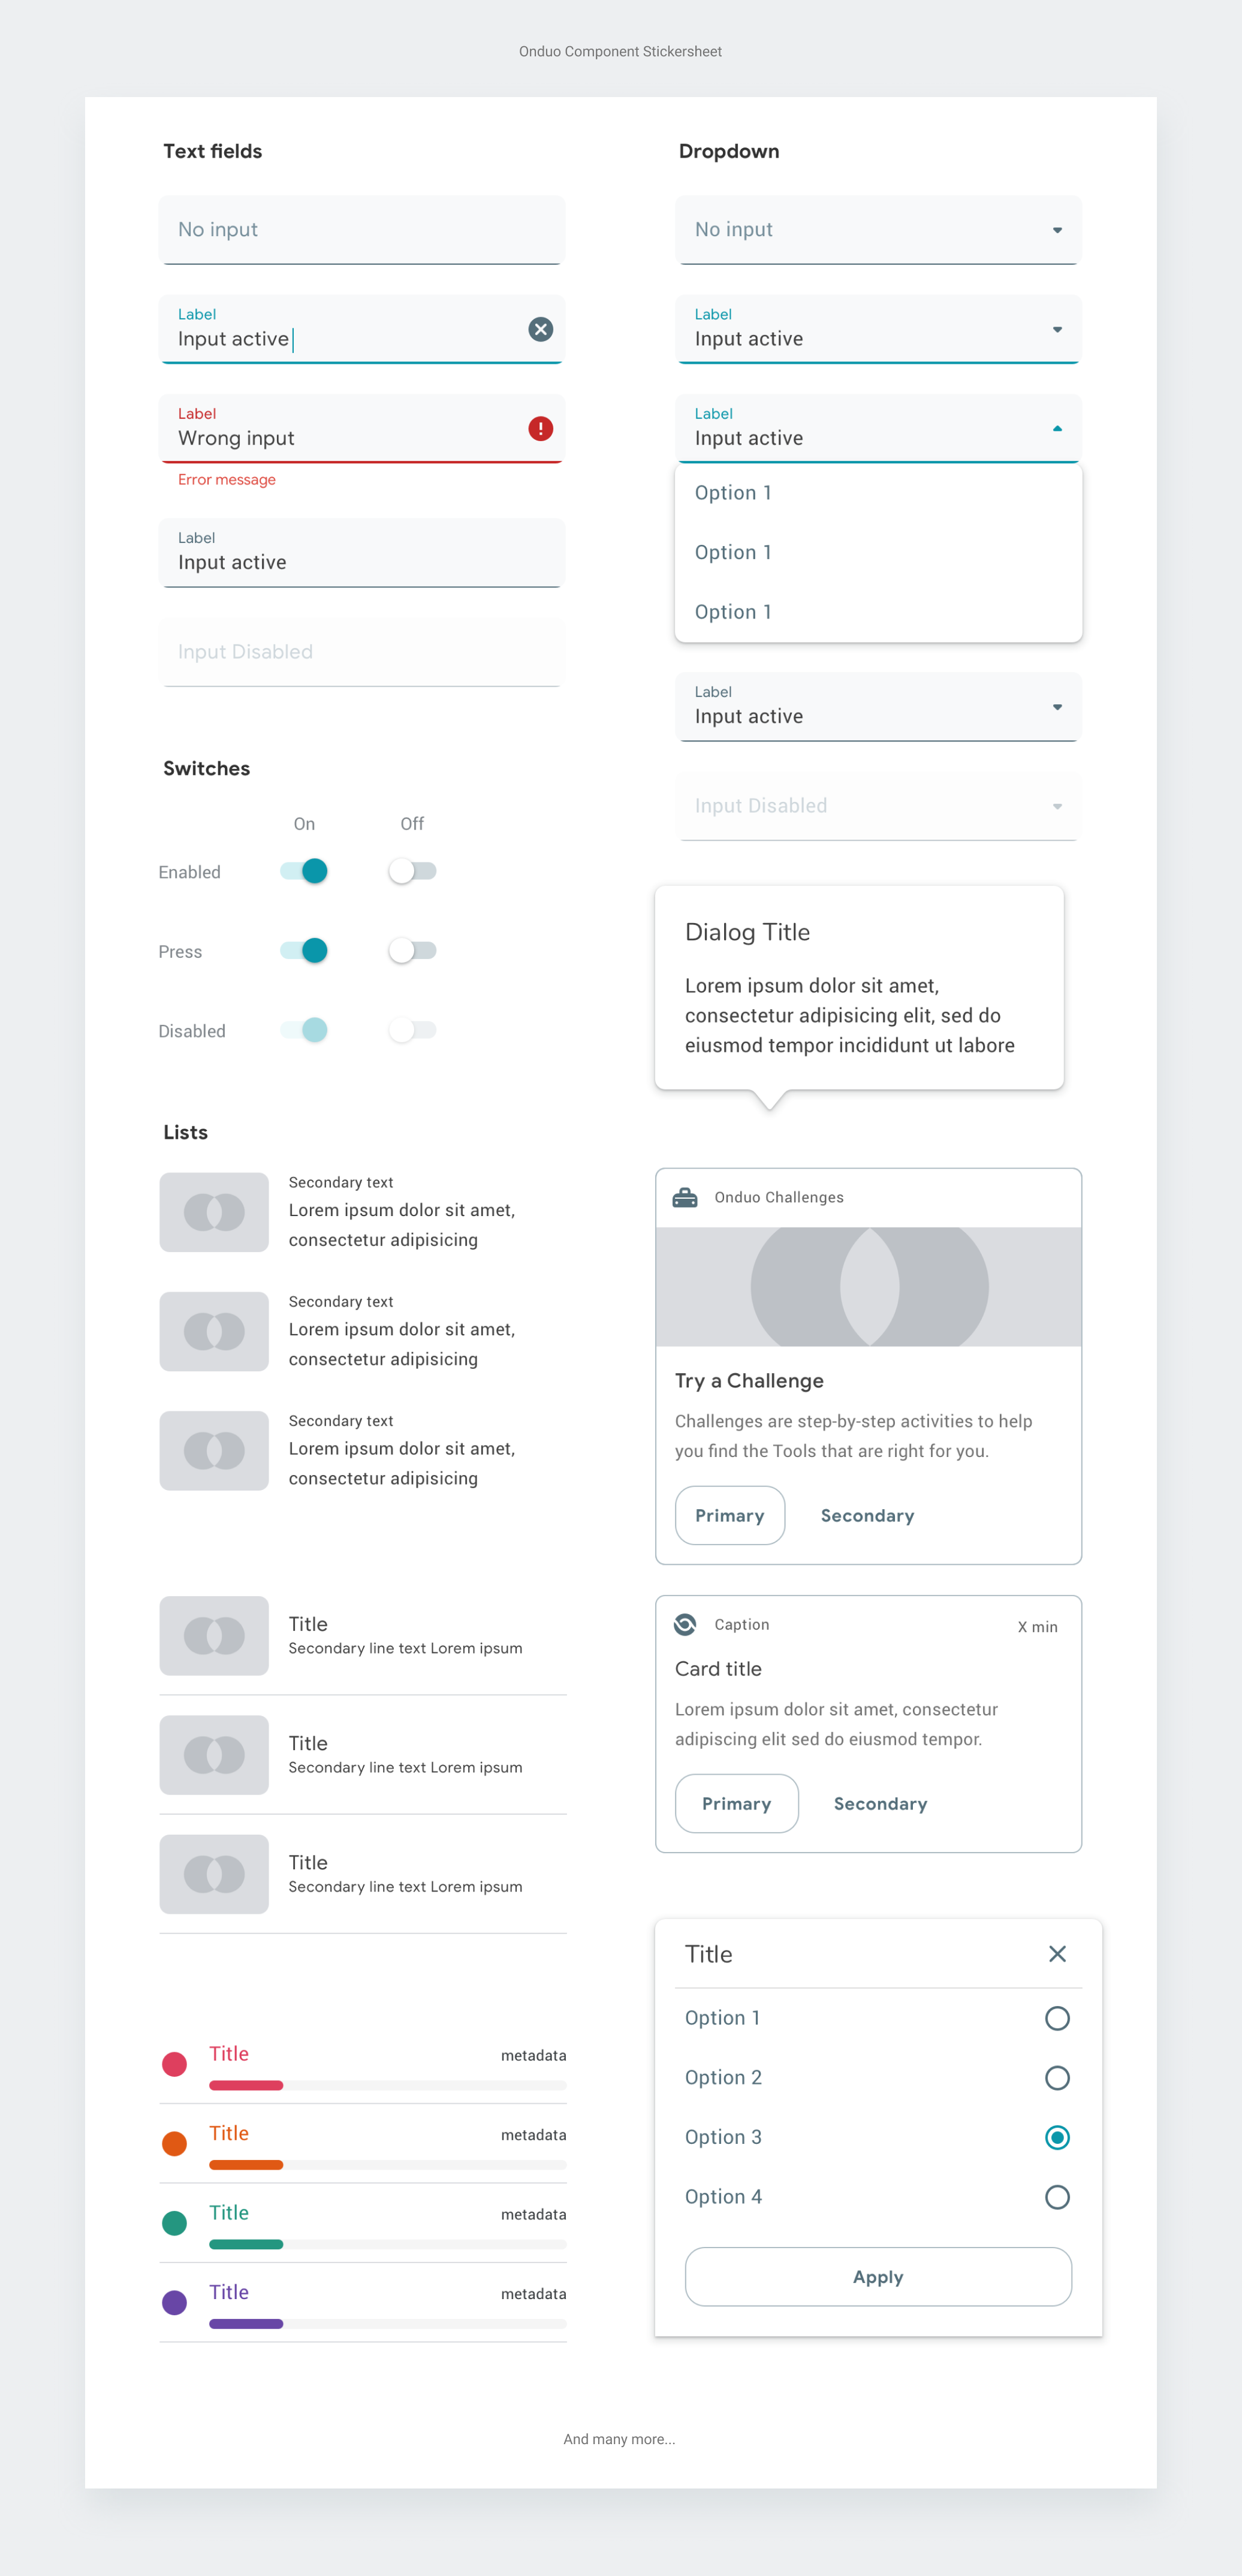 Onduo Component Stickersheet
Text fields
No input
Label
Input active
Label
Wrong input
Error message
Label
Input active
Input Disabled
Switches
On Off
Enabled
Press
Disabled
Lists
Secondary text
Lorem ipsum dolor sit amet,
consectetur adipisicing
Secondary text
Lorem ipsum dolor sit amet,
consectetur adipisicing
Secondary text
Lorem ipsum dolor sit amet,
consectetur adipisicing
Title
Secondary line text Lorem ipsum
Title
Secondary line text Lorem ipsum
Title
Secondary line text Lorem ipsum
Title metadata
Title metadata
Title metadata
Title metadata
Dropdown
No input
Label
Input active
Label
Input active
Option 1
Option 1
Option 1
Label
Input active
Input Disabled
Dialog Title
Lorem ipsum dolor sit amet,
consectetur adipisicing elit, sed do
eiusmod tempor incididunt ut labore
Onduo Challenges
Try a Challenge
Challenges are step-by-step activities to help
you find the Tools that are right for you.
Primary Secondary
Caption X min
Card title
Lorem ipsum dolor sit amet, consectetur
adipiscing elit sed do eiusmod tempor.
Primary Secondary
Title
Option 1
Option 2
Option 3
Option 4
Apply
And many more...